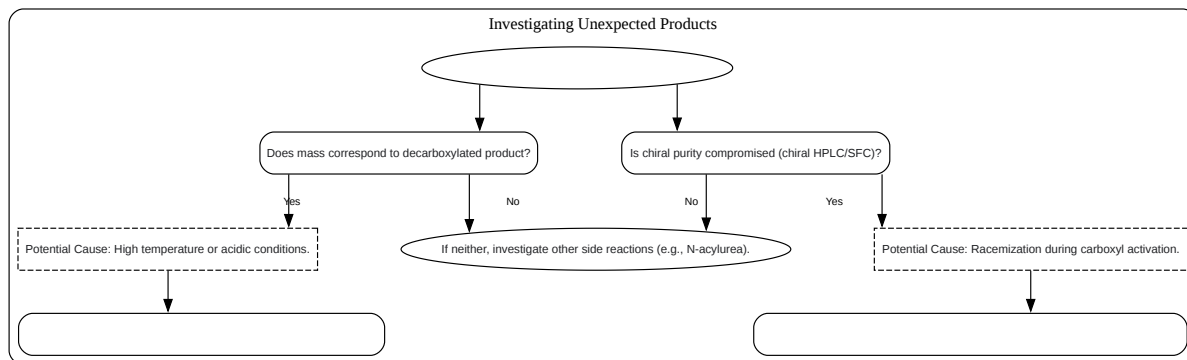 Investigating Unexpected Products
Does mass correspond to decarboxylated product?
Is chiral purity compromised (chiral HPLC/SFC)?
Yes
No
No
Yes
Potential Cause: High temperature or acidic conditions.
If neither, investigate other side reactions (e.g., N-acylurea).
Potential Cause: Racemization during carboxyl activation.